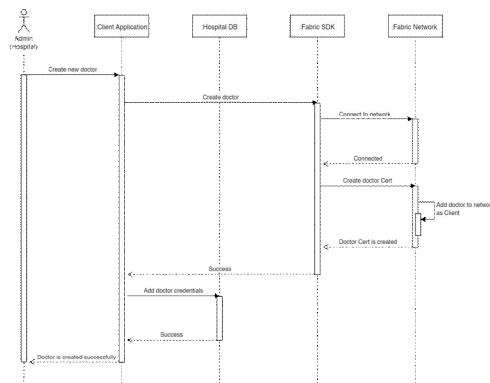 Admin
(Hospital)
:Client Application
:Hospital DB
:Fabric SDK
:Fabric Network
Create new doctor
Create doctor
Connect to network
Connected
Create doctor Cert
Add doctor to netwo
as Client
Doctor Cert is created
Success
Add doctor credentials
Success
Doctor is created successfully